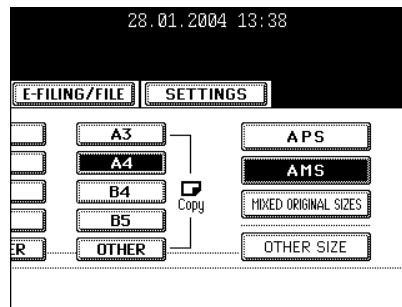 28.01.2004 13:38
E-FILING/FILE SETTINGS
A3 APS
A4 AMS
B4 Copy MIXED ORIGINAL SIZES
B5
ER OTHER OTHER SIZE